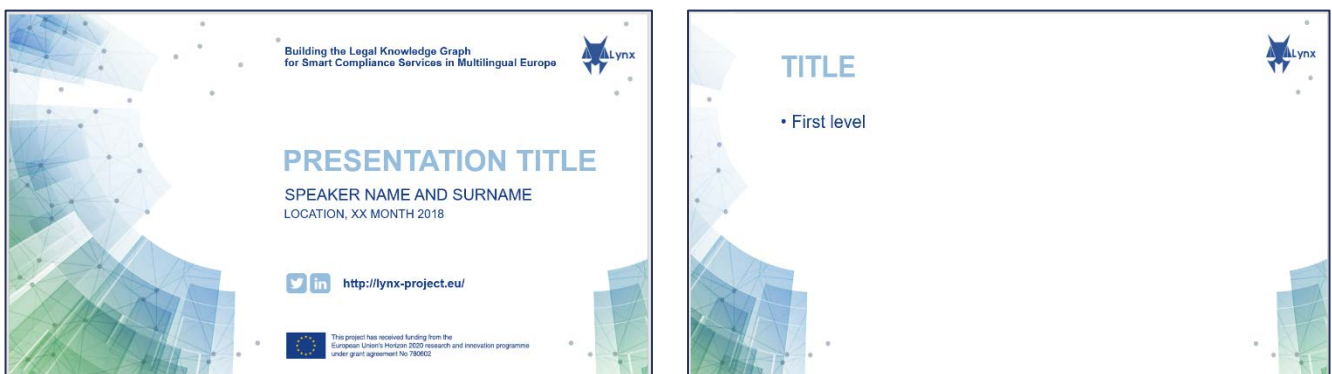 Building the Legal Knowledge Graph
for Smart Compliance Services in Multilingual Europe
Lynx
PRESENTATION TITLE
SPEAKER NAME AND SURNAME
LOCATION, XX MONTH 2018
in
http://lynx-project.eu/
This project has received funding from the
European Union's Horizon 2020 research and innovation programme
under grant agreement No 780602
Lynx
TITLE
• First level